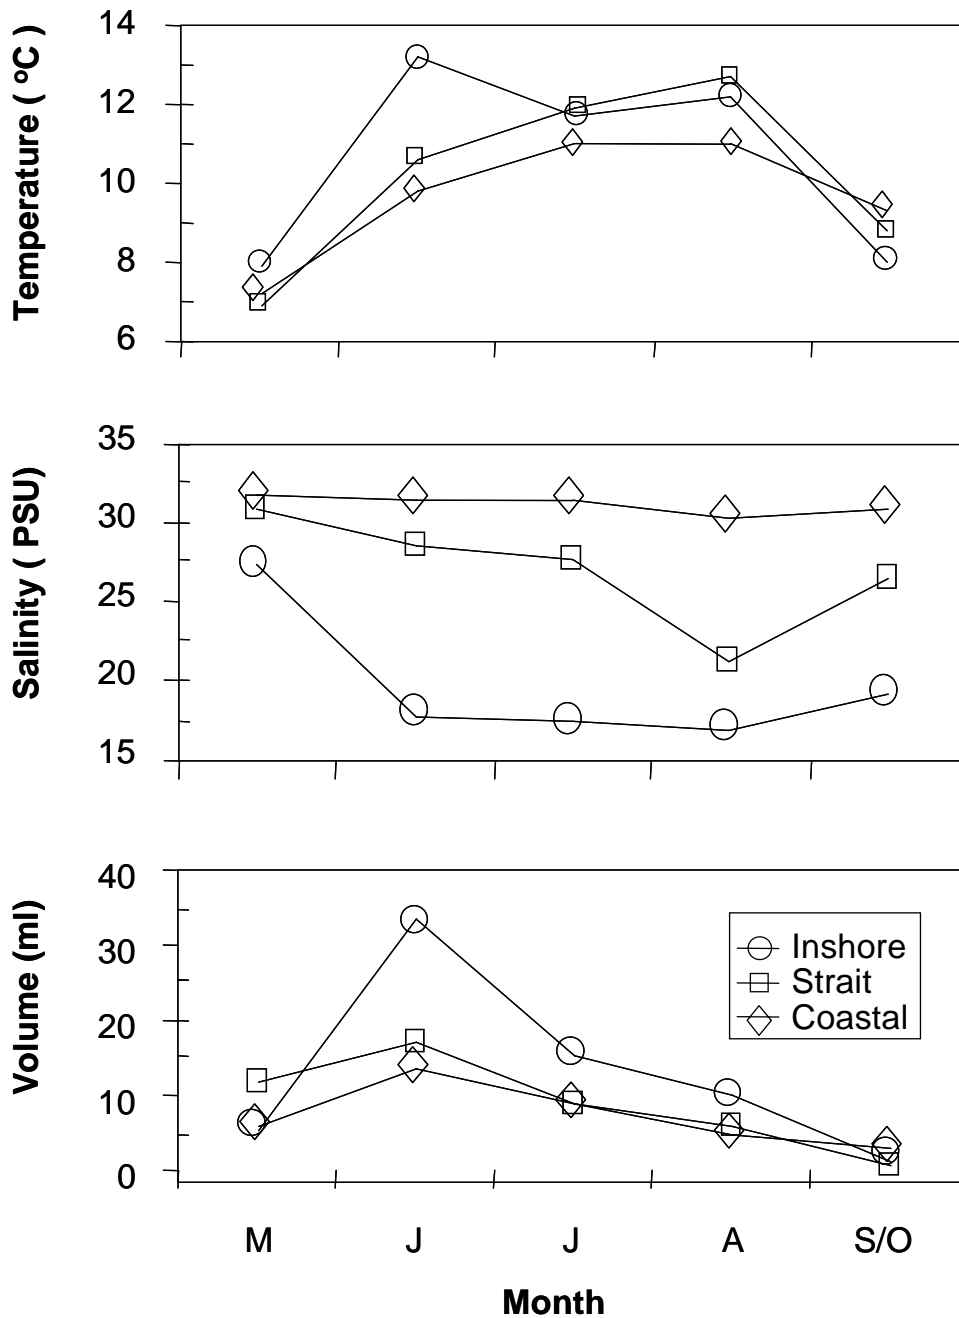 Temperature ( ºC )
14
12
10
8
6
Salinity ( PSU)
35
30
25
20
15
Volume (ml)
40
30
20
10
0
Inshore
Strait
Coastal
M J J A S/O
Month